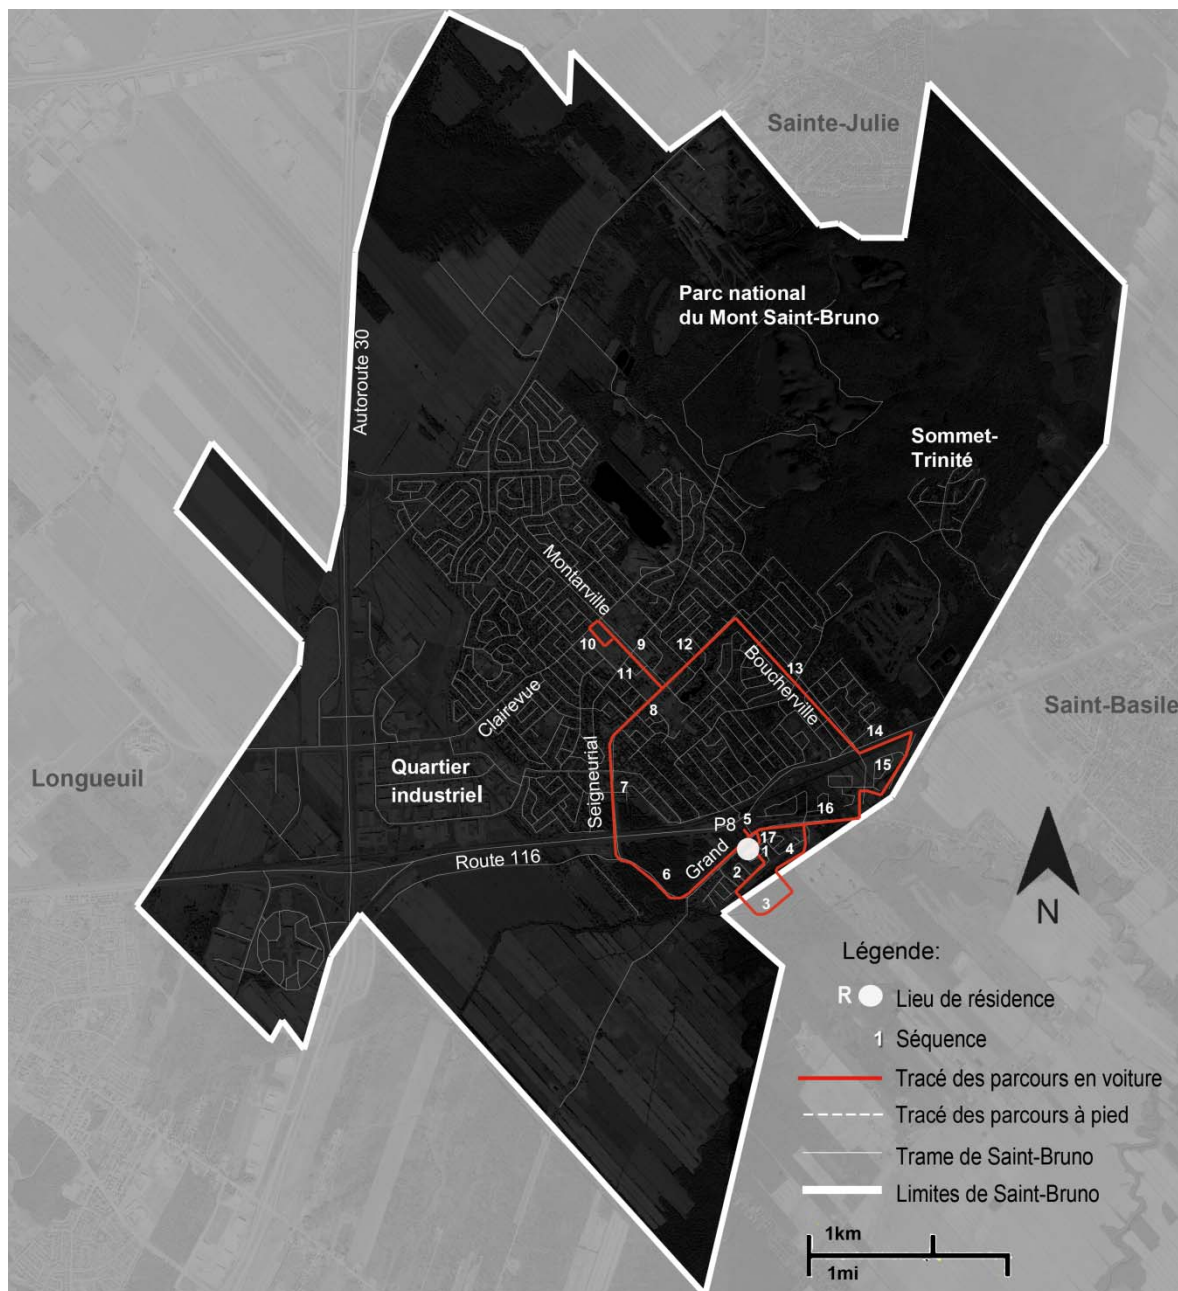 Sainte-Julie
Parc national
du Mont Saint-Bruno
Autoroute 30
Sommet-
Trinité
Montarville
10
9
12
11
13
Boucherville
8
Clairevue
Saint-Basile
14
15
Longueuil
Quartier
industriel
Seigneurial
7
16
P8
5
17
1
4
Route 116
Grand
6
2
3
N
Légende:
R Lieu de résidence
1 Séquence
Tracé des parcours en voiture
Tracé des parcours à pied
Trame de Saint-Bruno
Limites de Saint-Bruno
1km
1mi